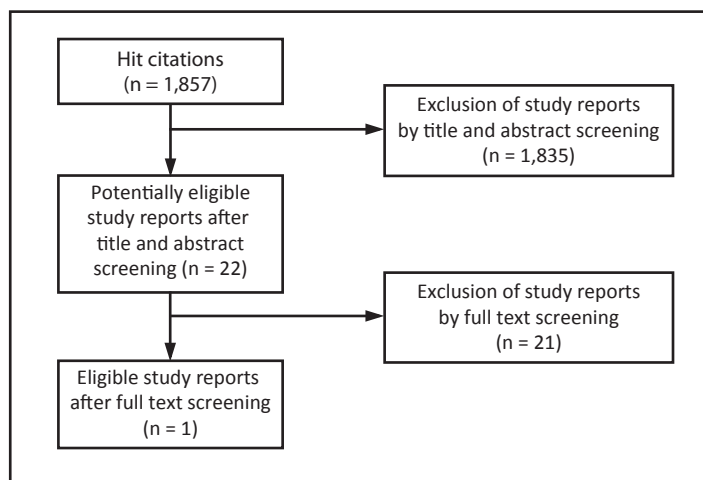 Hit citations
(n = 1,857)
Exclusion of study reports
by title and abstract screening
(n = 1,835)
Potentially eligible
study reports after
title and abstract
screening (n = 22)
Exclusion of study reports
by full text screening
(n = 21)
Eligible study reports
after full text screening
(n = 1)